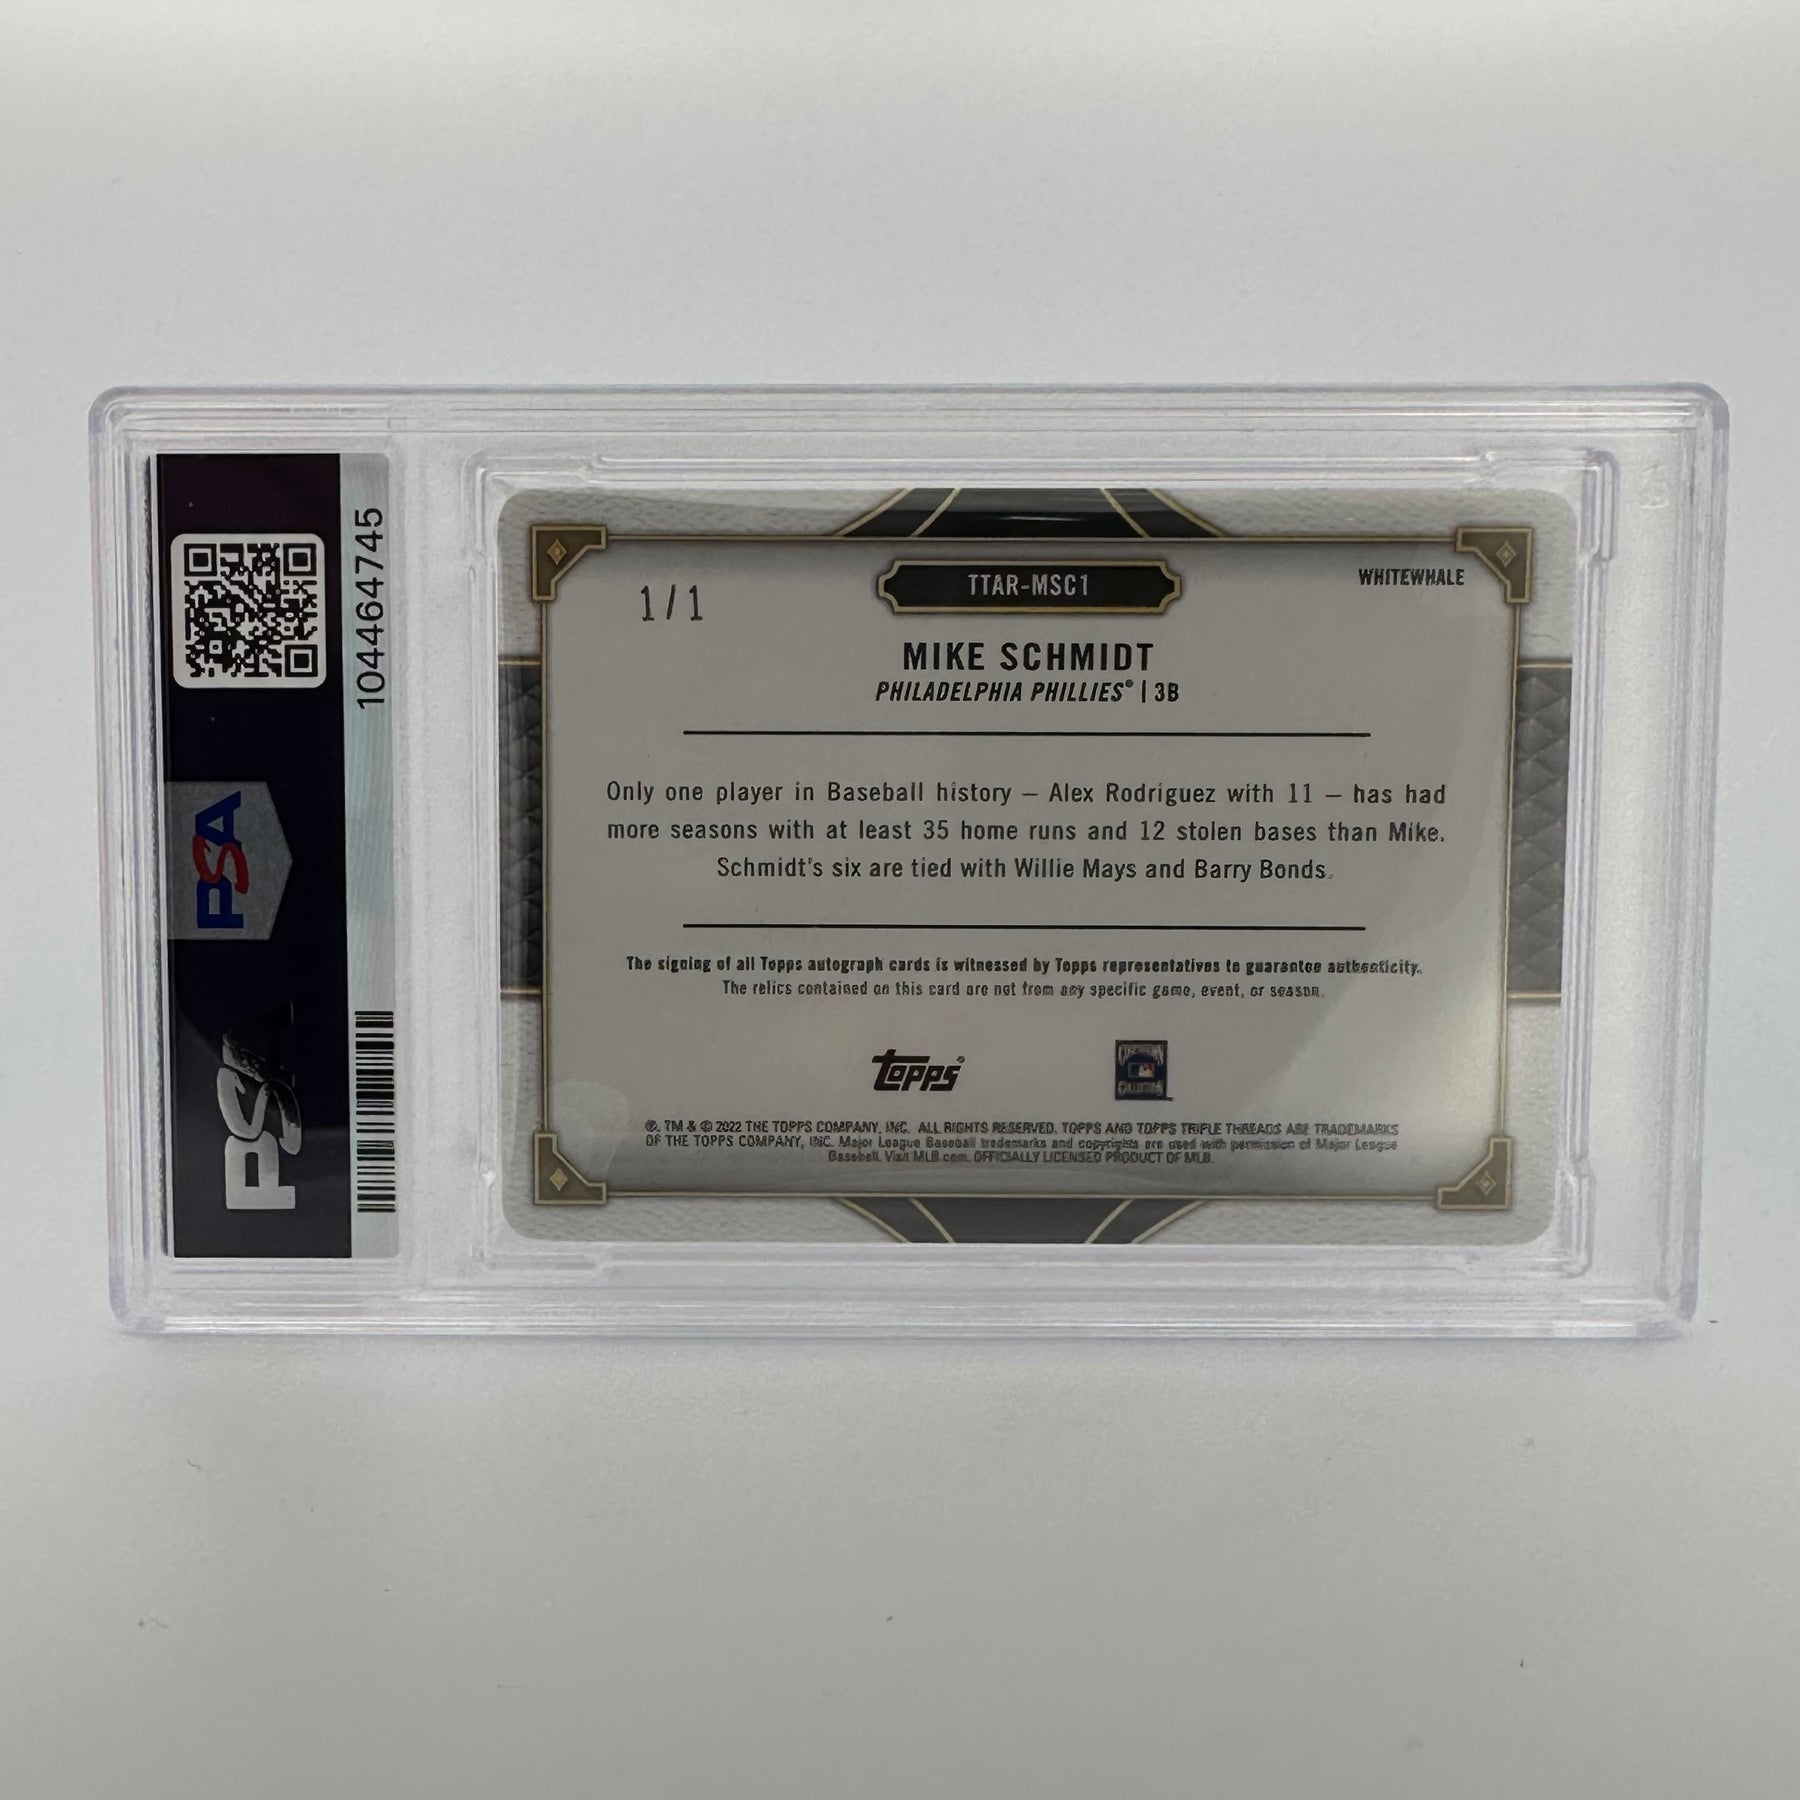 104464745
PSA
PSA
1/1
TTAR-MSC1
WHITEWHALE
MIKE SCHMIDT
PHILADELPHIA PHILLIES® | 3B
Only one player in Baseball history – Alex Rodriguez with 11 – has had
more seasons with at least 35 home runs and 12 stolen bases than Mike.
Schmidt's six are tied with Willie Mays and Barry Bonds.
The signing of all Topps autograph cards is witnessed by Topps representatives to guarantee authenticity.
The relics contained on this card are not from any specific game, event, or season.
topps®
®, TM & © 2022 THE TOPPS COMPANY, INC. ALL RIGHTS RESERVED. TOPPS AND TOPPS TRIPLE THREADS ARE TRADEMARKS
OF THE TOPPS COMPANY, INC. Major League Baseball trademarks and copyrights are used with permission of Major League
Baseball. Visit MLB.com. OFFICIALLY LICENSED PRODUCT OF MLB.